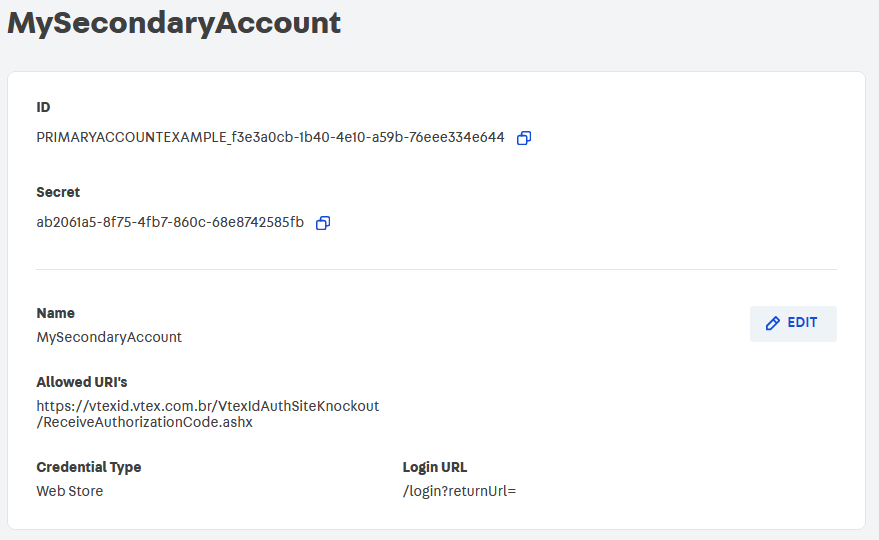 MySecondaryAccount
ID
PRIMARYACCOUNTEXAMPLE_f3e3a0cb-1b40-4e10-a59b-76eee334e644
Secret
ab2061a5-8f75-4fb7-860c-68e8742585fb
Name
MySecondaryAccount
EDIT
Allowed URI's
https://vtexid.vtex.com.br/VtexIdAuthSiteKnockout
/ReceiveAuthorizationCode.ashx
Credential Type
Web Store
Login URL
/login?returnUrl=